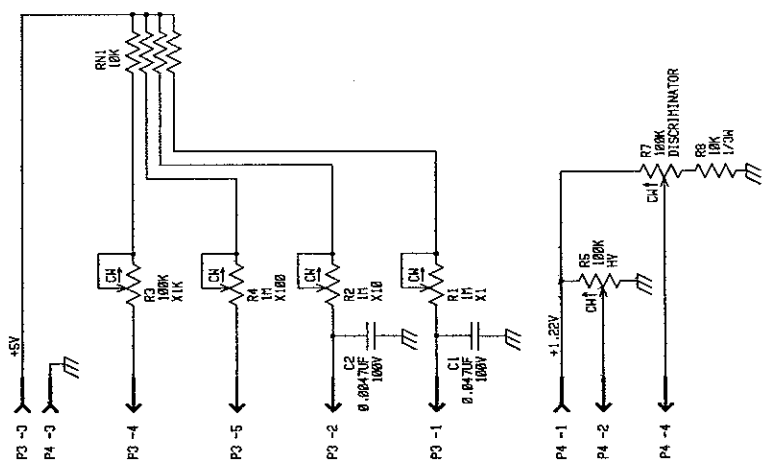 RN1
10K
+5V
P3 -3
P4 -3
CW
R3
100K
X1K
P3 -4
CW
R4
1M
X100
P3 -5
CW
R2
1M
X10
C2
0.0047UF
100V
P3 -2
CW
R1
1M
X1
C1
0.047UF
100V
P3 -1
R7
100K
DISCRIMINATOR
CW
R8
10K
1/3W
+1.22V
P4 -1
CW
100K
HV
P4 -2
P4 -4